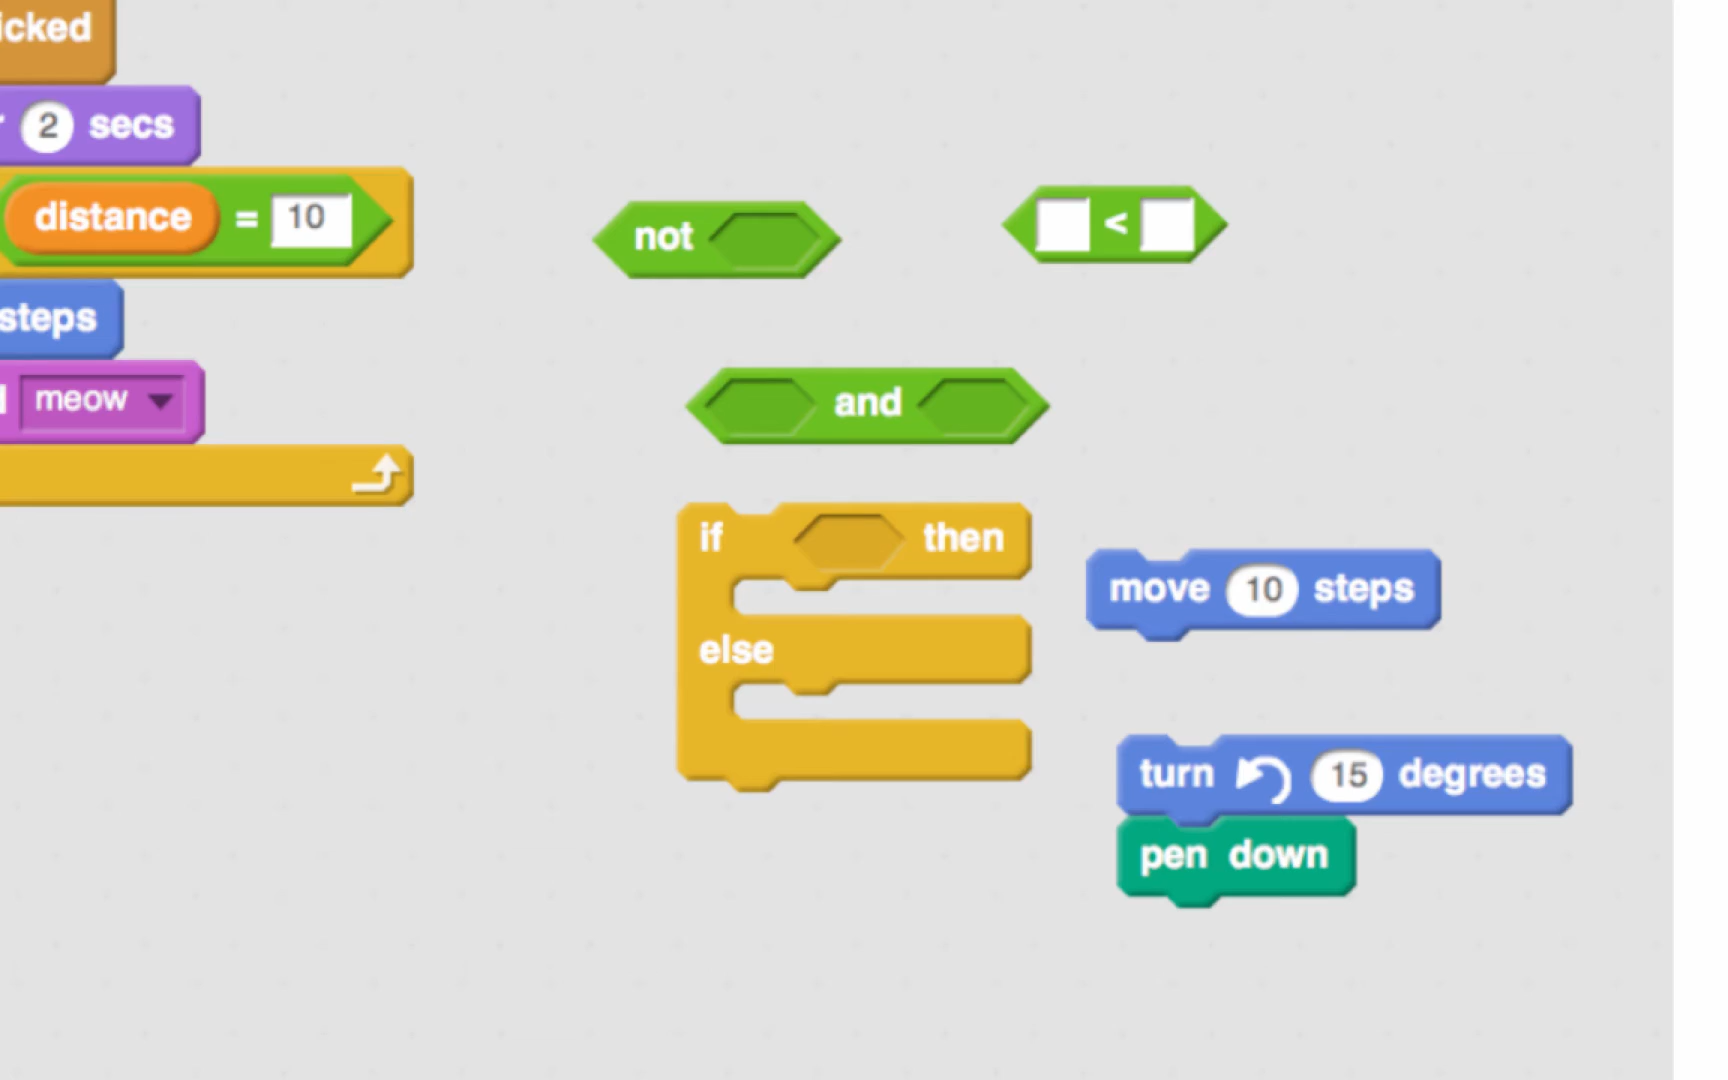 icked
2 secs
distance = 10
steps
meow
not
<
and
if then
else
move 10 steps
turn 15 degrees
pen down